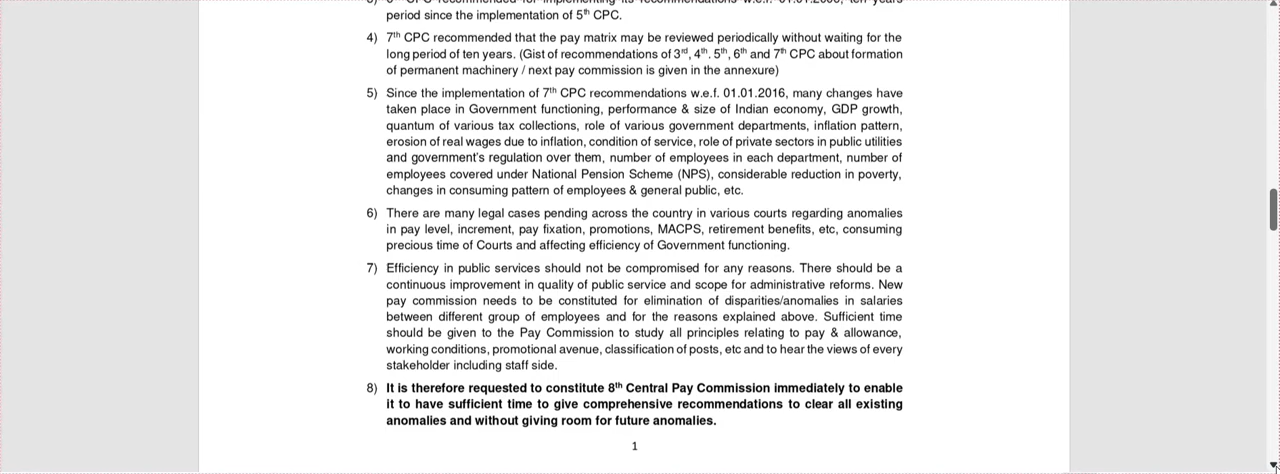 period since the implementation of 5th CPC.
4) 7th CPC recommended that the pay matrix may be reviewed periodically without waiting for the
long period of ten years. (Gist of recommendations of 3rd, 4th. 5th, 6th and 7th CPC about formation
of permanent machinery / next pay commission is given in the annexure)
5) Since the implementation of 7th CPC recommendations w.e.f. 01.01.2016, many changes have
taken place in Government functioning, performance & size of Indian economy, GDP growth,
quantum of various tax collections, role of various government departments, inflation pattern,
erosion of real wages due to inflation, condition of service, role of private sectors in public utilities
and government's regulation over them, number of employees in each department, number of
employees covered under National Pension Scheme (NPS), considerable reduction in poverty,
changes in consuming pattern of employees & general public, etc.
6) There are many legal cases pending across the country in various courts regarding anomalies
in pay level, increment, pay fixation, promotions, MACPS, retirement benefits, etc, consuming
precious time of Courts and affecting efficiency of Government functioning.
7) Efficiency in public services should not be compromised for any reasons. There should be a
continuous improvement in quality of public service and scope for administrative reforms. New
pay commission needs to be constituted for elimination of disparities/anomalies in salaries
between different group of employees and for the reasons explained above. Sufficient time
should be given to the Pay Commission to study all principles relating to pay & allowance,
working conditions, promotional avenue, classification of posts, etc and to hear the views of every
stakeholder including staff side.
8) It is therefore requested to constitute 8th Central Pay Commission immediately to enable
it to have sufficient time to give comprehensive recommendations to clear all existing
anomalies and without giving room for future anomalies.
1